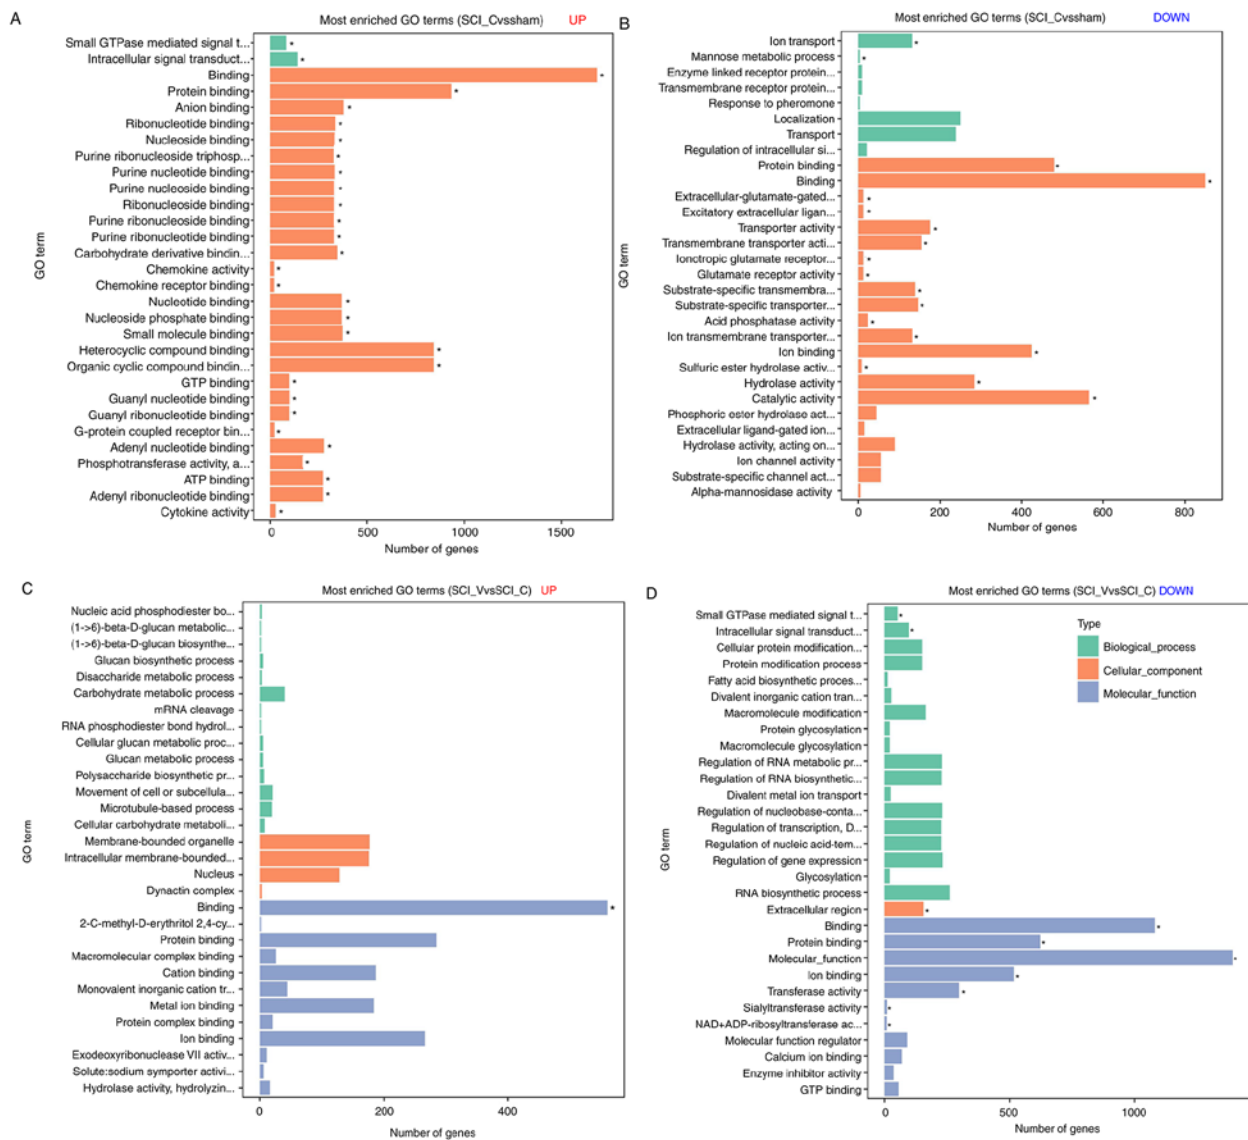 A
Most enriched GO terms (SCI_Cvssham) UP
Small GTPase mediated signal t...
Intracellular signal transduct...
Binding
Protein binding
Anion binding
Ribonucleotide binding
Nucleoside binding
Purine ribonucleoside triphosp...
Purine nucleotide binding
Purine nucleoside binding
Ribonucleoside binding
Purine ribonucleoside binding
Purine ribonucleotide binding
Carbohydrate derivative bindin...
Chemokine activity
Chemokine receptor binding
Nucleotide binding
Nucleoside phosphate binding
Small molecule binding
Heterocyclic compound binding
Organic cyclic compound bindin...
GTP binding
Guanyl nucleotide binding
Guanyl ribonucleotide binding
G-protein coupled receptor bin...
Adenyl nucleotide binding
Phosphotransferase activity, a...
ATP binding
Adenyl ribonucleotide binding
Cytokine activity
GO term
0 500 1000 1500
Number of genes
B
Most enriched GO terms (SCI_Cvssham) DOWN
Ion transport
Mannose metabolic process
Enzyme linked receptor protein...
Transmembrane receptor protein...
Response to pheromone
Localization
Transport
Regulation of intracellular si...
Protein binding
Binding
Extracellular-glutamate-gated...
Excitatory extracellular ligan...
Transporter activity
Transmembrane transporter acti...
Ionotropic glutamate receptor...
Glutamate receptor activity
Substrate-specific transmembra...
Substrate-specific transporter...
Acid phosphatase activity
Ion transmembrane transporter...
Ion binding
Sulfuric ester hydrolase activ...
Hydrolase activity
Catalytic activity
Phosphoric ester hydrolase act...
Extracellular ligand-gated ion...
Hydrolase activity, acting on...
Ion channel activity
Substrate-specific channel act...
Alpha-mannosidase activity
GO term
0 200 400 600 800
Number of genes
C
Most enriched GO terms (SCI_VvsSCI_C) UP
Nucleic acid phosphodiester bo...
(1->6)-beta-D-glucan metabolic...
(1->6)-beta-D-glucan biosynthe...
Glucan biosynthetic process
Disaccharide metabolic process
Carbohydrate metabolic process
mRNA cleavage
RNA phosphodiester bond hydrol...
Cellular glucan metabolic proc...
Glucan metabolic process
Polysaccharide biosynthetic pr...
Movement of cell or subcellula...
Microtubule-based process
Cellular carbohydrate metaboli...
Membrane-bounded organelle
Intracellular membrane-bounded...
Nucleus
Dynactin complex
Binding
2-C-methyl-D-erythritol 2,4-cy...
Protein binding
Macromolecular complex binding
Cation binding
Monovalent inorganic cation tr...
Metal ion binding
Protein complex binding
Ion binding
Exodeoxyribonuclease VII activ...
Solute:sodium symporter activi...
Hydrolase activity, hydrolyzin...
GO term
0 200 400
Number of genes
D
Most enriched GO terms (SCI_VvsSCI_C) DOWN
Small GTPase mediated signal t...
Intracellular signal transduct...
Cellular protein modification...
Protein modification process
Fatty acid biosynthetic proces...
Divalent inorganic cation tran...
Macromolecule modification
Protein glycosylation
Macromolecule glycosylation
Regulation of RNA metabolic pr...
Regulation of RNA biosynthetic...
Divalent metal ion transport
Regulation of nucleobase-conta...
Regulation of transcription, D...
Regulation of nucleic acid-tem...
Regulation of gene expression
Glycosylation
RNA biosynthetic process
Extracellular region
Binding
Protein binding
Molecular_function
Ion binding
Transferase activity
Sialyltransferase activity
NAD+ADP-ribosyltransferase ac...
Molecular function regulator
Calcium ion binding
Enzyme inhibitor activity
GTP binding
GO term
0 500 1000
Number of genes
Type
Biological_process
Cellular_component
Molecular_function